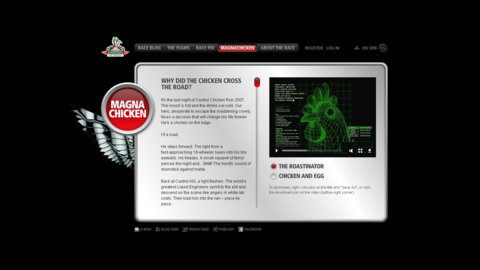 RACE BLOG THE TEAMS RACE PIX MAGNACHICKEN ABOUT THE RACE REGISTER LOG IN
MAGNA
CHICKEN
WHY DID THE CHICKEN CROSS
THE ROAD?
It's the last night of Castrol Chicken Run 2007.
The mood is hot and the drinks ice cold. Our
hero, desperate to escape the maddening crowd,
faces a decision that will change his life forever.
He's a chicken on the edge.
Of a road.
He steps forward. The light from a
fast-approaching 18-wheeler sears into his tiny
eyeballs. He freezes. A small squawk of terror
pierces the night and... BAM! The horrific sound of
drumstick against metal.
Back at Castrol HQ, a light flashes. The world's
greatest Liquid Engineers sprint to the exit and
descend on the scene like angels in white lab
coats. They load him into the van – piece by
piece.
THE ROASTINATOR
CHICKEN AND EGG
To download, right / ctrl click on the title and "Save As", or click
the download icon on the video (bottom right corner).
E-MAIL BLOG FEED PHOTO FEED PODCAST FACEBOOK